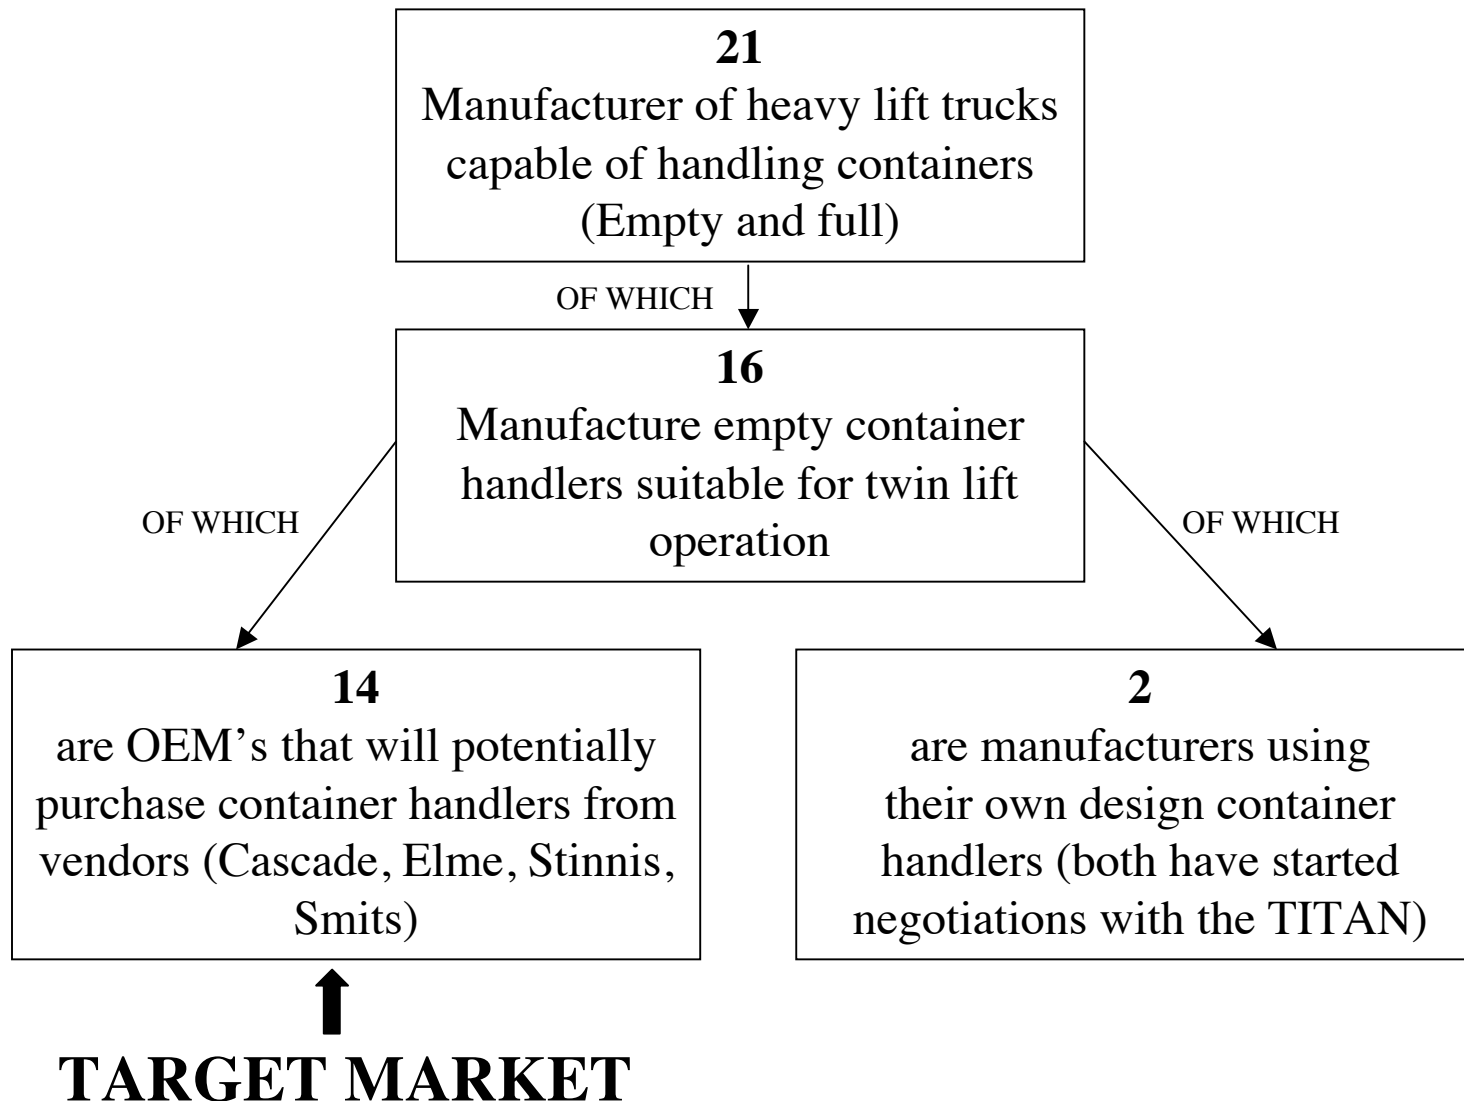 21
Manufacturer of heavy lift trucks
capable of handling containers
(Empty and full)
OF WHICH
16
Manufacture empty container
handlers suitable for twin lift
operation
OF WHICH
OF WHICH
14
are OEM’s that will potentially
purchase container handlers from
vendors (Cascade, Elme, Stinnis,
Smits)
2
are manufacturers using
their own design container
handlers (both have started
negotiations with the TITAN)
TARGET MARKET